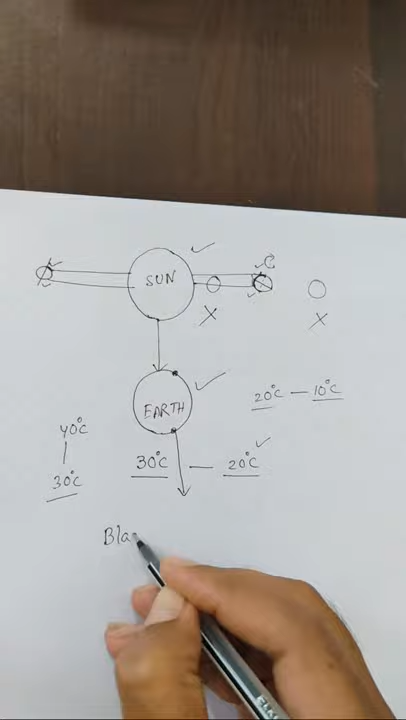 SUN
C
X
X
EARTH
20°C — 10°C
40°C
30°C — 20°C
30°C
Bla